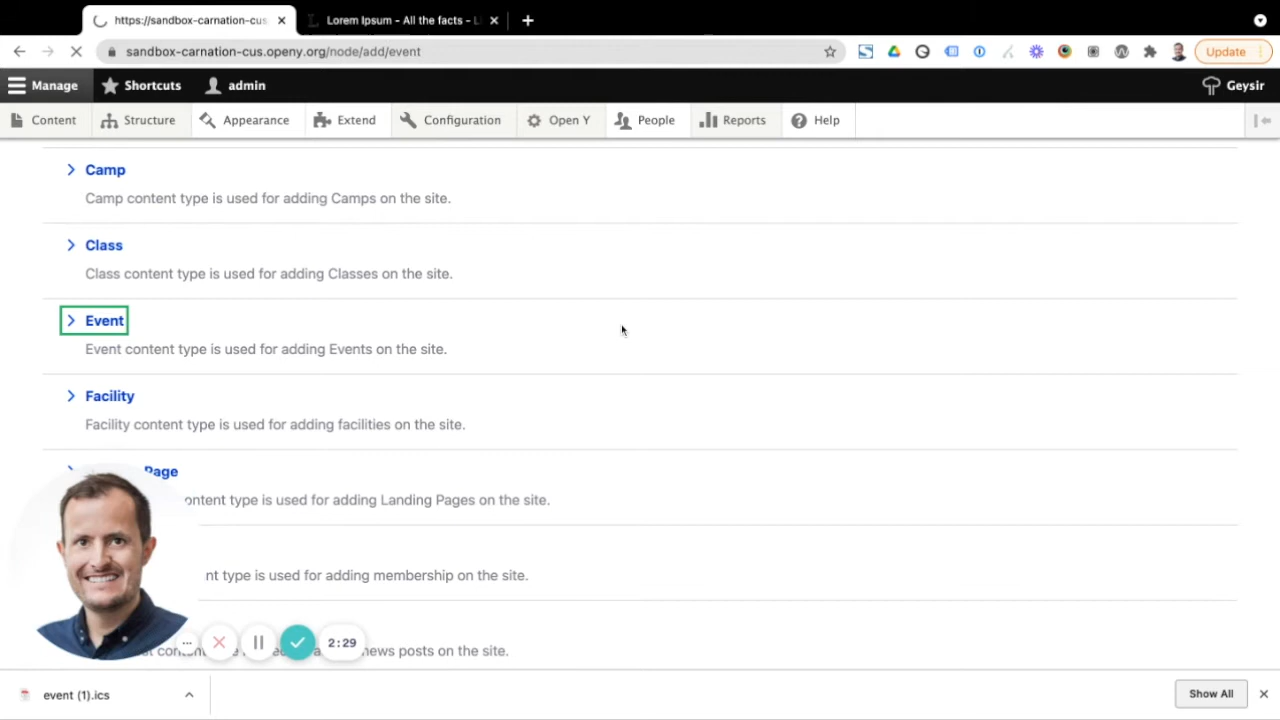 https://sandbox-carnation-cus
Lorem Ipsum - All the facts - L
sandbox-carnation-cus.openy.org/node/add/event
Update
Manage
Shortcuts
admin
Geysir
Content
Structure
Appearance
Extend
Configuration
Open Y
People
Reports
Help
Camp
Camp content type is used for adding Camps on the site.
Class
Class content type is used for adding Classes on the site.
Event
Event content type is used for adding Events on the site.
Facility
Facility content type is used for adding facilities on the site.
Page
ontent type is used for adding Landing Pages on the site.
nt type is used for adding membership on the site.
news posts on the site.
2:29
event (1).ics
Show All